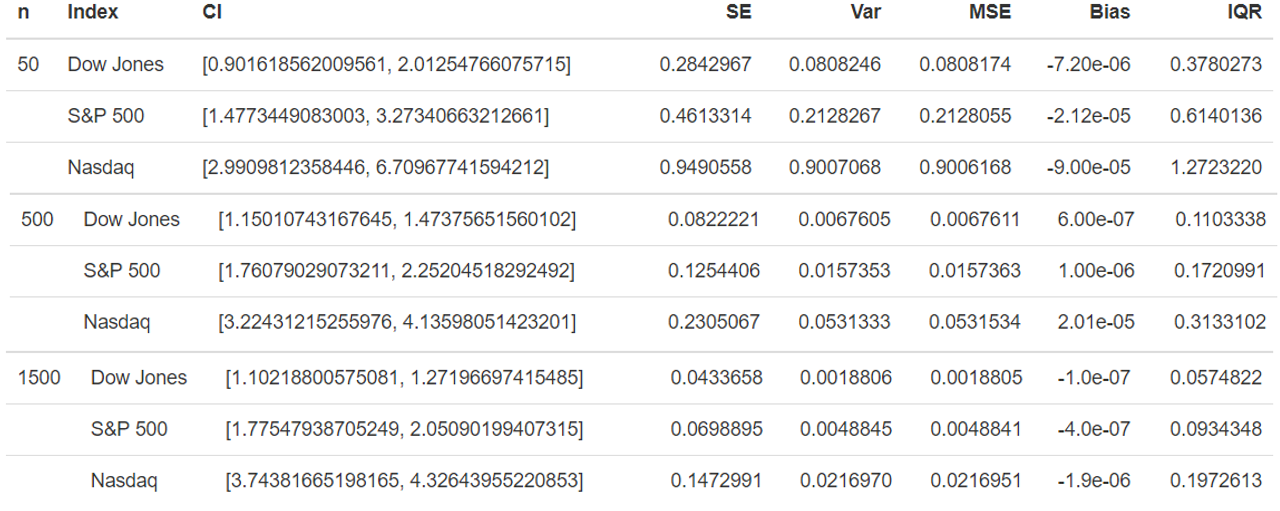 n Index CI SE Var MSE Bias IQR
50 Dow Jones [0.901618562009561, 2.01254766075715] 0.2842967 0.0808246 0.0808174 -7.20e-06 0.3780273
S&P 500 [1.4773449083003, 3.27340663212661] 0.4613314 0.2128267 0.2128055 -2.12e-05 0.6140136
Nasdaq [2.9909812358446, 6.70967741594212] 0.9490558 0.9007068 0.9006168 -9.00e-05 1.2723220
500 Dow Jones [1.15010743167645, 1.47375651560102] 0.0822221 0.0067605 0.0067611 6.00e-07 0.1103338
S&P 500 [1.76079029073211, 2.25204518292492] 0.1254406 0.0157353 0.0157363 1.00e-06 0.1720991
Nasdaq [3.22431215255976, 4.13598051423201] 0.2305067 0.0531333 0.0531534 2.01e-05 0.3133102
1500 Dow Jones [1.10218800575081, 1.27196697415485] 0.0433658 0.0018806 0.0018805 -1.0e-07 0.0574822
S&P 500 [1.77547938705249, 2.05090199407315] 0.0698895 0.0048845 0.0048841 -4.0e-07 0.0934348
Nasdaq [3.74381665198165, 4.32643955220853] 0.1472991 0.0216970 0.0216951 -1.9e-06 0.1972613